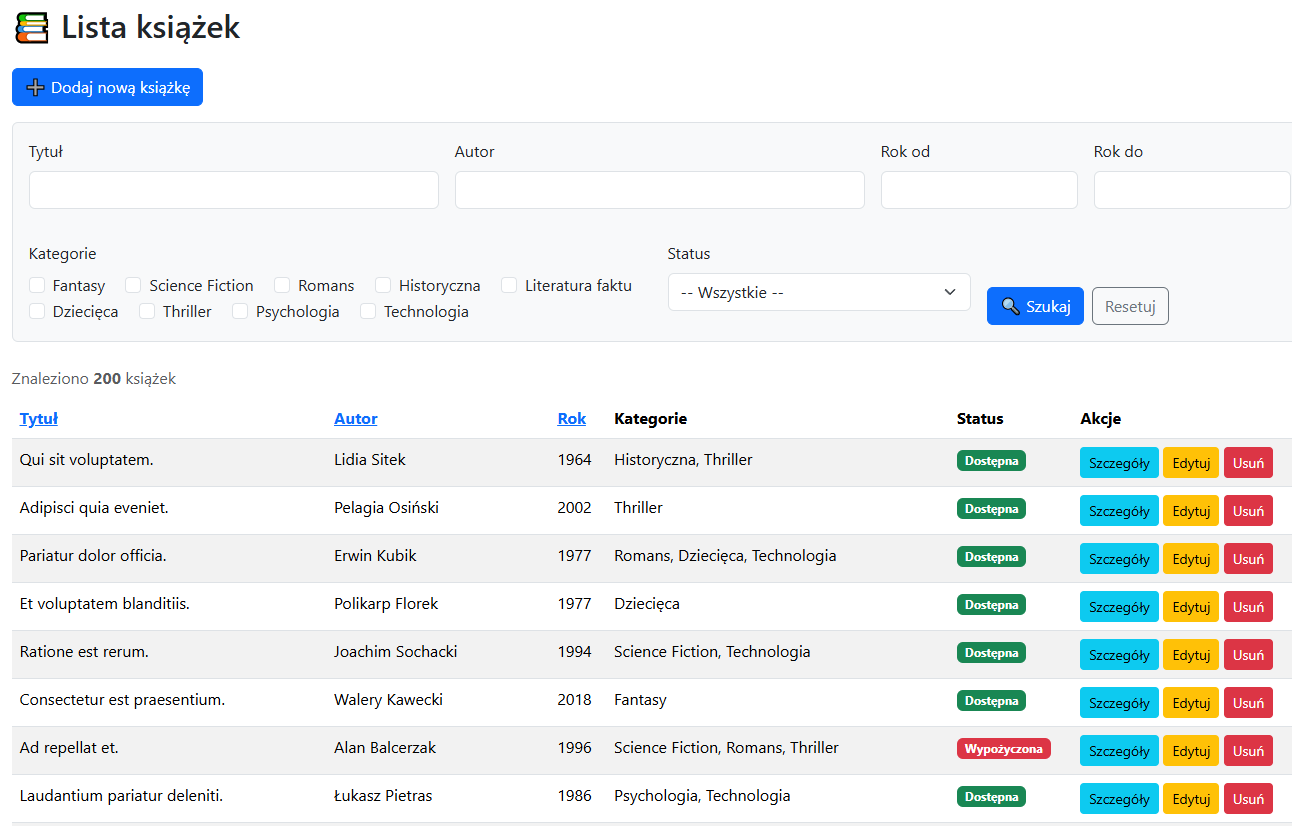 📚 Lista książek
➕ Dodaj nową książkę
Tytuł Autor Rok od Rok do
Kategorie Status
Fantasy Science Fiction Romans Historyczna Literatura faktu
-- Wszystkie --
Dziecięca Thriller Psychologia Technologia
🔍 Szukaj Resetuj
Znaleziono 200 książek
Tytuł Autor Rok Kategorie Status Akcje
Qui sit voluptatem. Lidia Sitek 1964 Historyczna, Thriller Dostępna Szczegóły Edytuj Usuń
Adipisci quia eveniet. Pelagia Osiński 2002 Thriller Dostępna Szczegóły Edytuj Usuń
Pariatur dolor officia. Erwin Kubik 1977 Romans, Dziecięca, Technologia Dostępna Szczegóły Edytuj Usuń
Et voluptatem blanditiis. Polikarp Florek 1977 Dziecięca Dostępna Szczegóły Edytuj Usuń
Ratione est rerum. Joachim Sochacki 1994 Science Fiction, Technologia Dostępna Szczegóły Edytuj Usuń
Consectetur est praesentium. Walery Kawecki 2018 Fantasy Dostępna Szczegóły Edytuj Usuń
Ad repellat et. Alan Balcerzak 1996 Science Fiction, Romans, Thriller Wypożyczona Szczegóły Edytuj Usuń
Laudantium pariatur deleniti. Łukasz Pietras 1986 Psychologia, Technologia Dostępna Szczegóły Edytuj Usuń